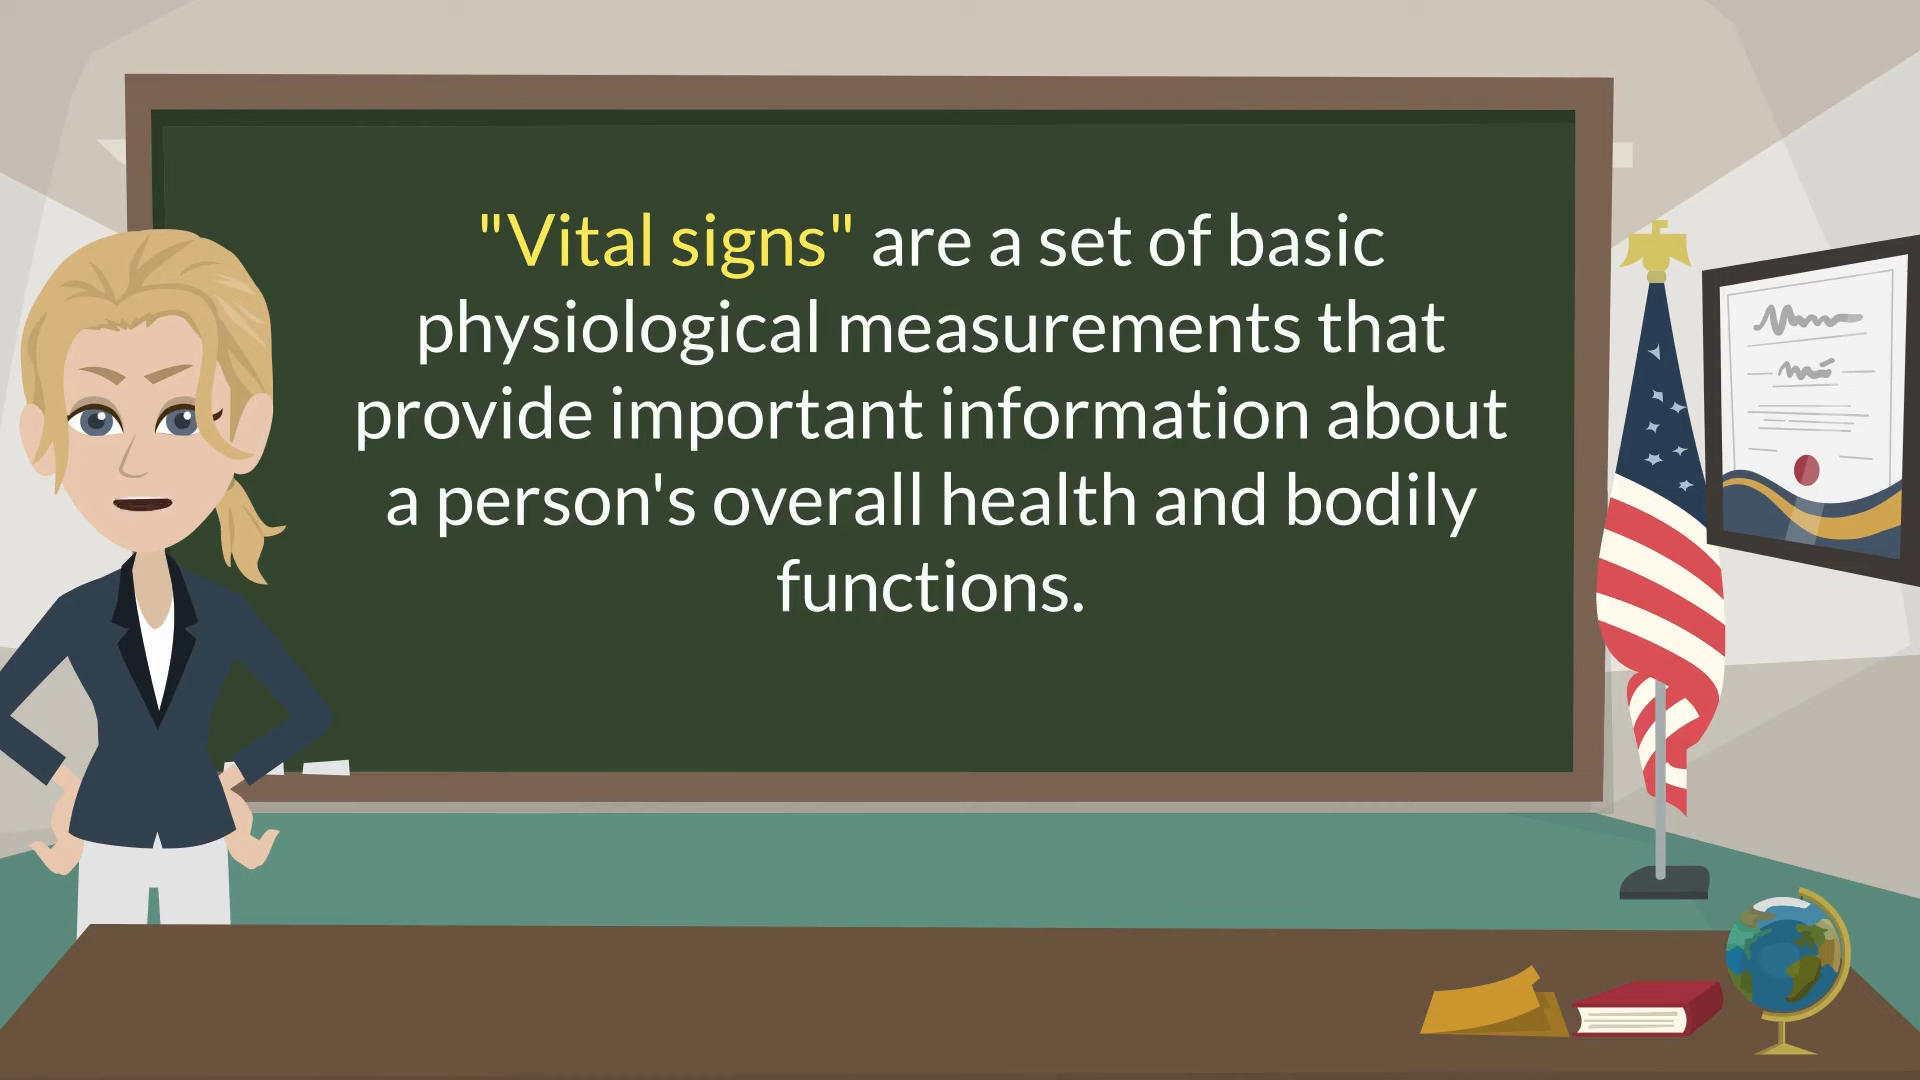 "Vital signs" are a set of basic
physiological measurements that
provide important information about
a person's overall health and bodily
functions.